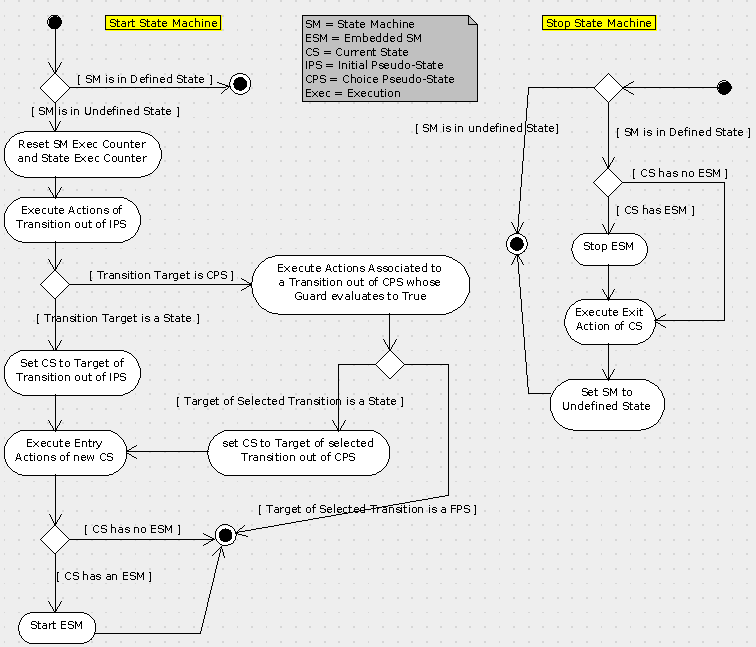 Start State Machine
SM = State Machine
ESM = Embedded SM
CS = Current State
IPS = Initial Pseudo-State
CPS = Choice Pseudo-State
Exec = Execution
Stop State Machine
[ SM is in Defined State ]
[ SM is in Undefined State ]
Reset SM Exec Counter
and State Exec Counter
Execute Actions of
Transition out of IPS
[ Transition Target is CPS ]
Execute Actions Associated to
a Transition out of CPS whose
Guard evaluates to True
[ Transition Target is a State ]
Set CS to Target of
Transition out of IPS
[ Target of Selected Transition is a State ]
Execute Entry
Actions of new CS
set CS to Target of selected
Transition out of CPS
[ Target of Selected Transition is a FPS ]
[ CS has no ESM ]
[ CS has an ESM ]
Start ESM
[ SM is in undefined State]
[ SM is in Defined State ]
[ CS has no ESM ]
[ CS has ESM ]
Stop ESM
Execute Exit
Action of CS
Set SM to
Undefined State